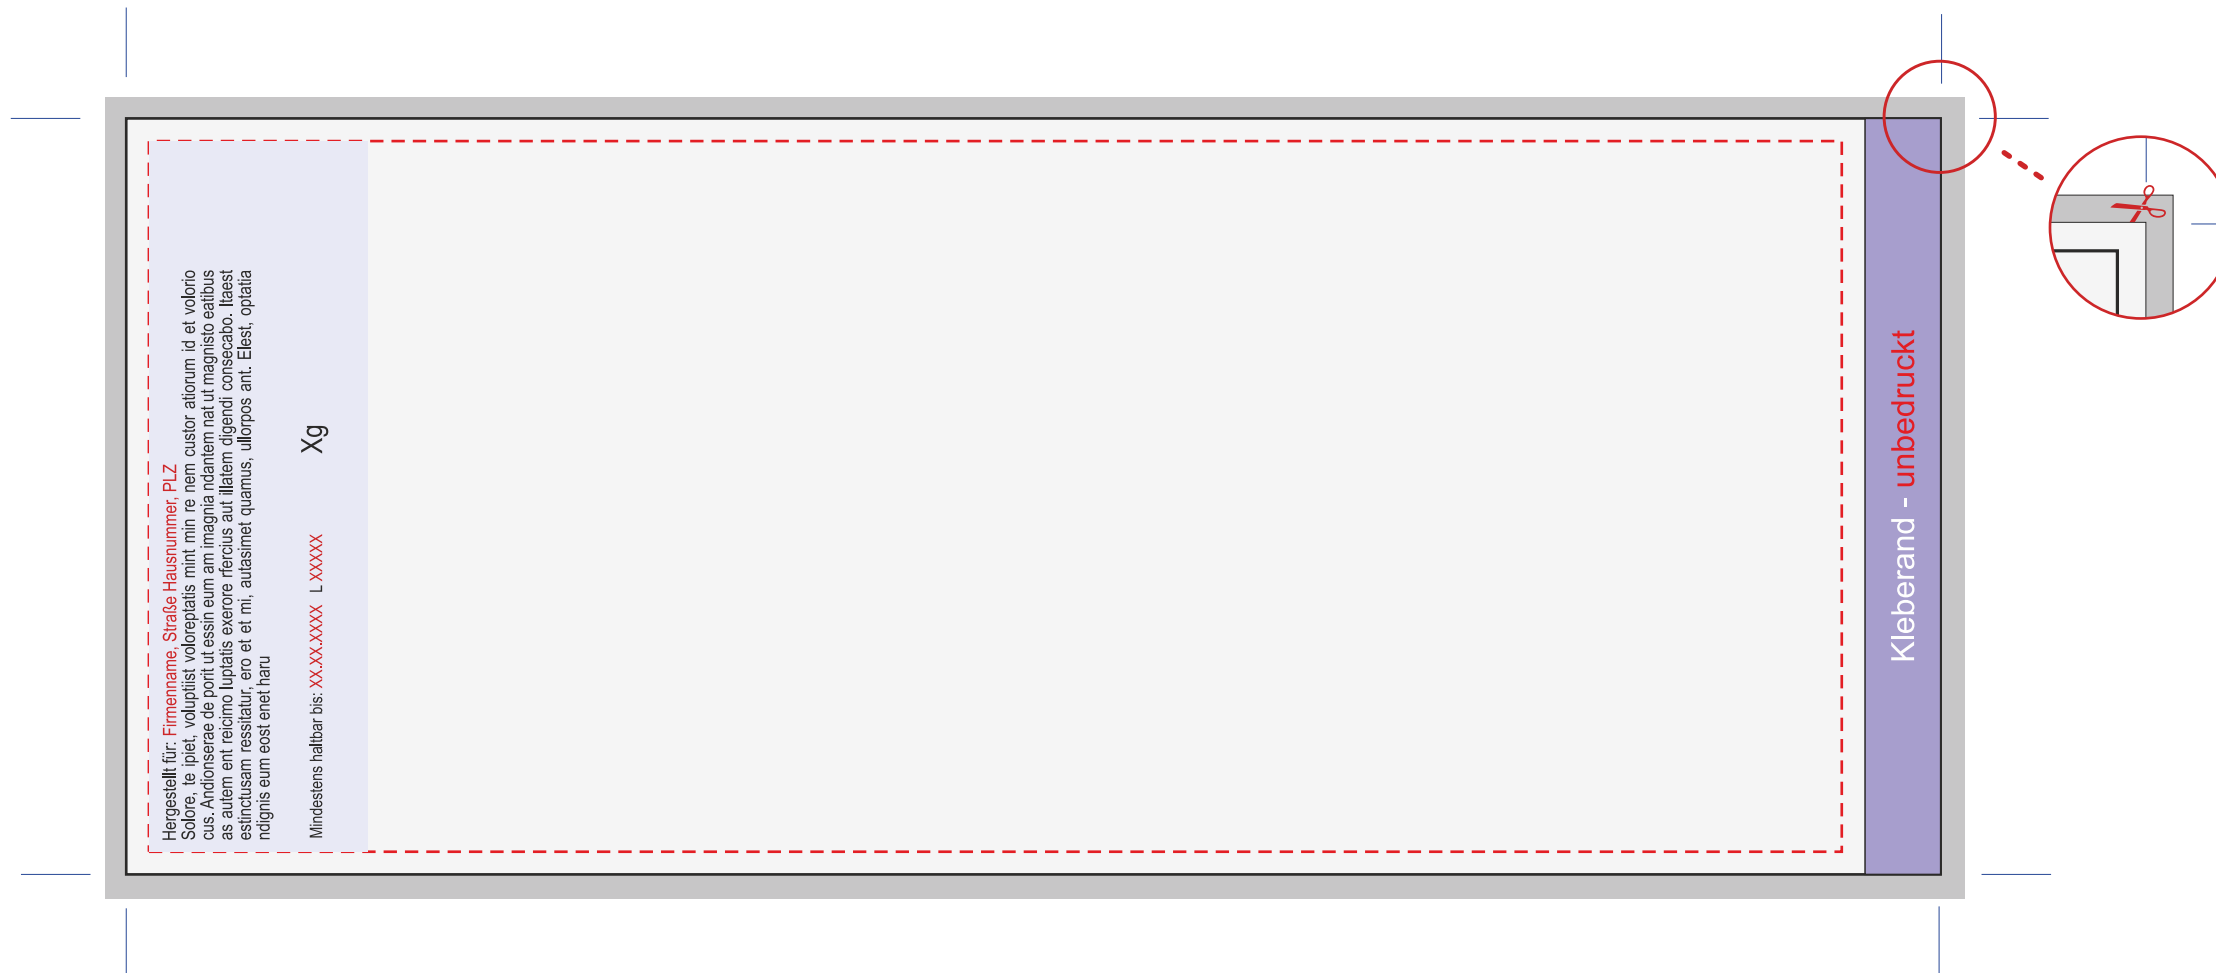 Hergestellt für: Firmenname, Straße Hausnummer, PLZ
Solore, te ipiet, voluptiist voloreptatis mint min re nem custor atiorum id et volorio
cus. Andionserae de porit ut essin eum am imagnia ndantem nat ut magnisto eatibus
as autem ent reicimo luptatis exerore rfercius aut illatem digendi consecabo. Itaest
estinctusam ressitatur, ero et et mi, autasimet quamus, ullorpos ant. Elest, optatia
ndignis eum eost enet haru
Mindestens haltbar bis: XX.XX.XXXX L XXXXX
Xg
Kleberand - unbedruckt